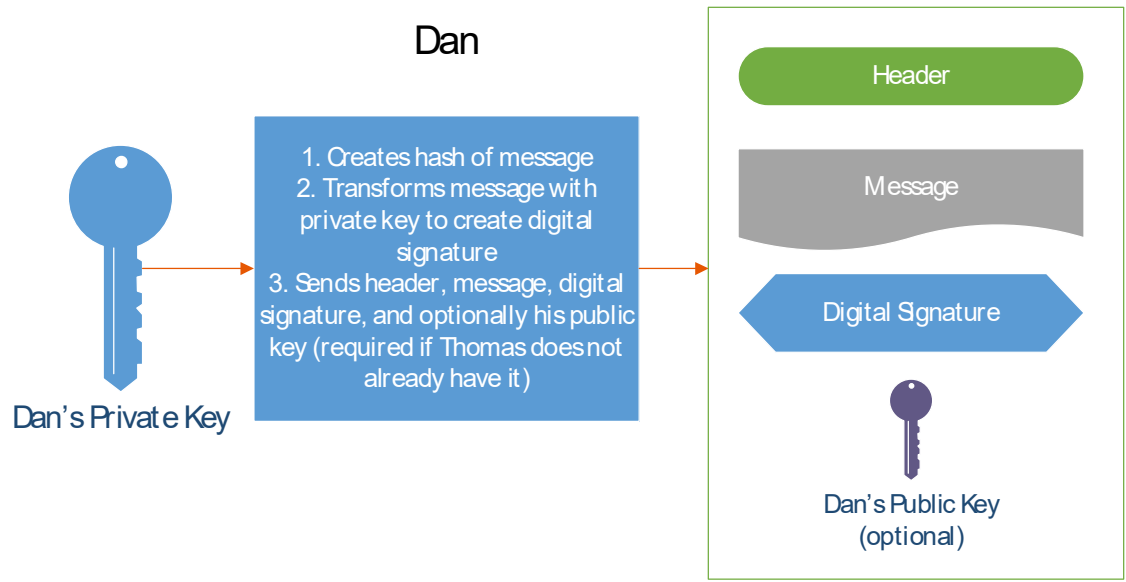 Dan
Header
1. Creates hash of message
2. Transforms message with
private key to create digital
signature
3. Sends header, message, digital
signature, and optionally his public
key (required if Thomas does not
already have it)
Message
Digital Signature
Dan's Private Key
Dan's Public Key
(optional)